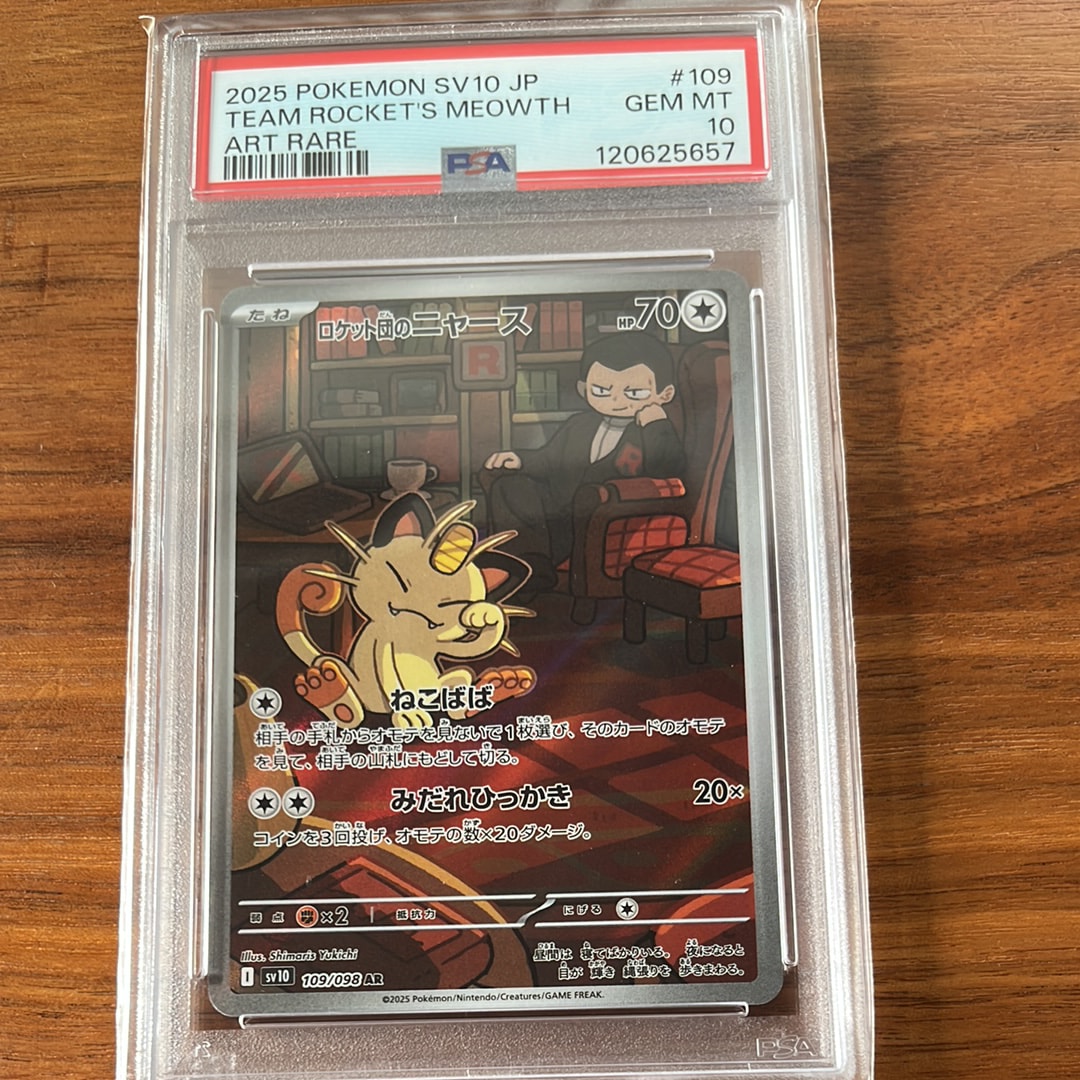 2025 POKEMON SV10 JP #109
TEAM ROCKET'S MEOWTH GEM MT
ART RARE 10
PSA 120625657
たね ロケット団のニャース HP70
R
R
ねこばば
相手の手札からオモテを見ないで1枚選び、そのカードのオモテ
を見て、相手の山札にもどして切る。
みだれひっかき 20×
コインを3回投げ、オモテの数×20ダメージ。
弱点 ×2 抵抗力 にげる
Illus. Shimaris Yukichi
昼間は 寝てばかりいる。 夜になると
目が 輝き 縄張りを 歩きまわる。
I sv10 109/098 AR
©2025 Pokémon/Nintendo/Creatures/GAME FREAK.
PSA